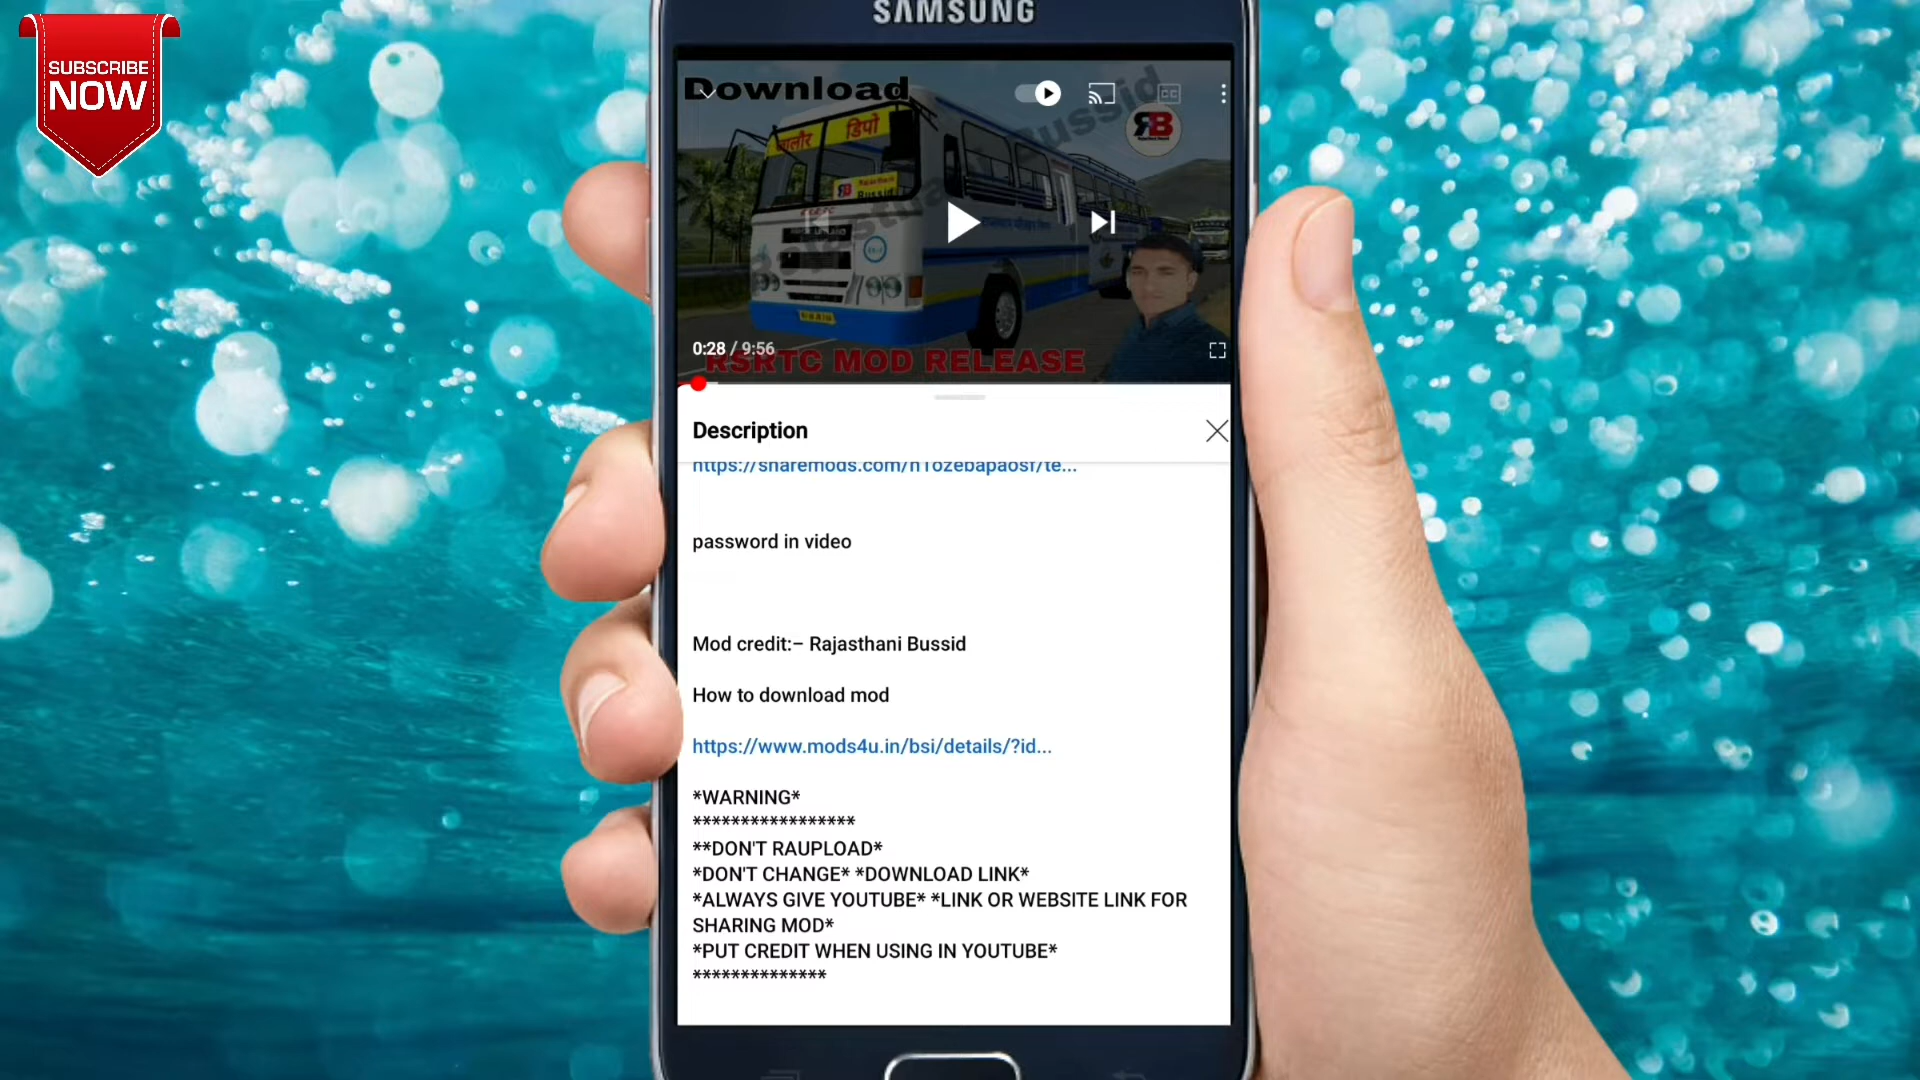 SUBSCRIBE
NOW
SAMSUNG
Download
डिपो
RB
Bussid
0:28 / 9:56
RSRTC MOD RELEASE
Description
password in video
Mod credit:– Rajasthani Bussid
How to download mod
https://www.mods4u.in/bsi/details/?id...
*WARNING*
*****************
**DON'T RAUPLOAD*
*DON'T CHANGE* *DOWNLOAD LINK*
*ALWAYS GIVE YOUTUBE* *LINK OR WEBSITE LINK FOR
SHARING MOD*
*PUT CREDIT WHEN USING IN YOUTUBE*
**************